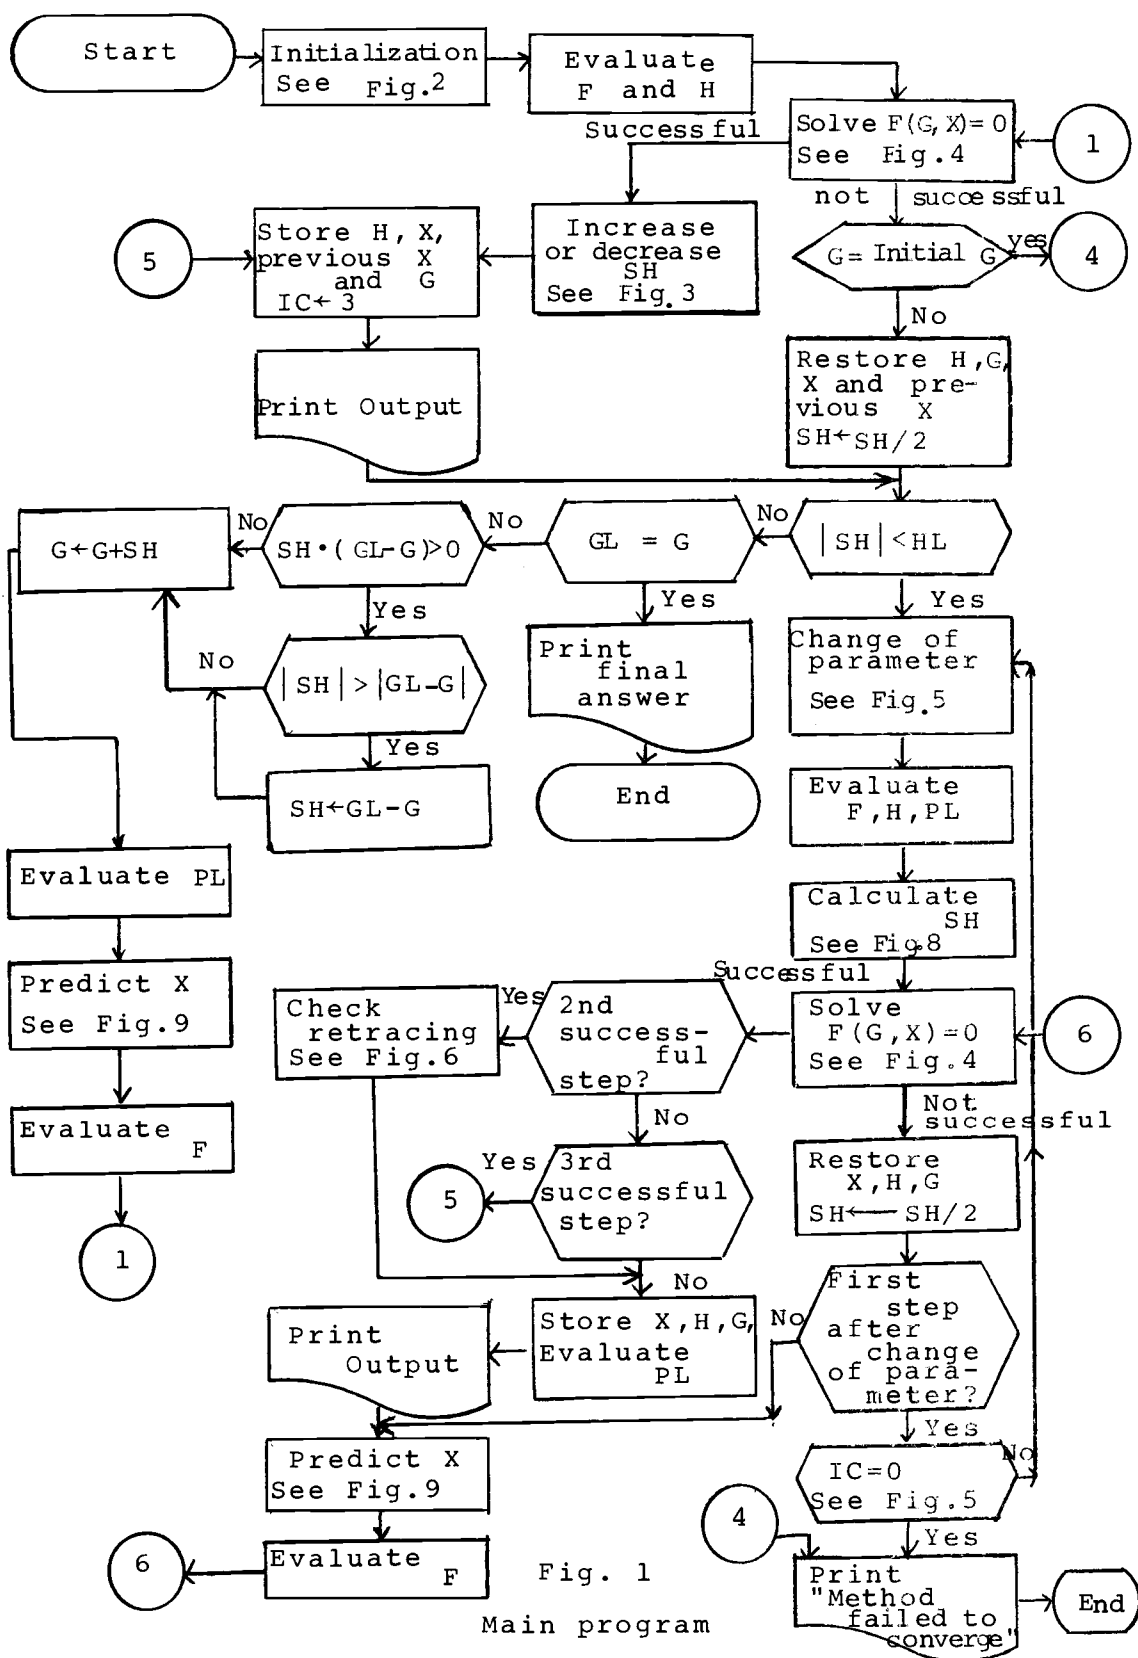 Start
Initialization
See Fig.2
Evaluate
F and H
Solve F(G,X)=0
See Fig.4
1
Successful
not successful
G=Initial G
yes
4
No
Increase
or decrease
SH
See Fig.3
Store H,X,
previous X
and G
IC←3
5
Print Output
Restore H,G,
X and pre-
vious X
SH←SH/2
|SH|<HL
No
Yes
GL = G
No
Yes
SH·(GL-G)>0
No
Yes
G←G+SH
|SH|>|GL-G|
No
Yes
SH←GL-G
Print
final
answer
End
Change of
parameter
See Fig.5
Evaluate
F,H,PL
Calculate
SH
See Fig.8
Successful
Solve
F(G,X)=0
See Fig.4
6
Not
successful
Evaluate PL
Predict X
See Fig.9
Evaluate
F
1
2nd
success-
ful
step?
Yes
No
Check
retracing
See Fig.6
3rd
successful
step?
Yes
5
No
Restore
X,H,G
SH←SH/2
First
step
after
change
of para-
meter?
No
Yes
Store X,H,G,
Evaluate
PL
Print
Output
Predict X
See Fig.9
Evaluate
F
6
IC=0
See Fig.5
No
Yes
4
Print
"Method
failed to
converge"
End
Fig. 1
Main program